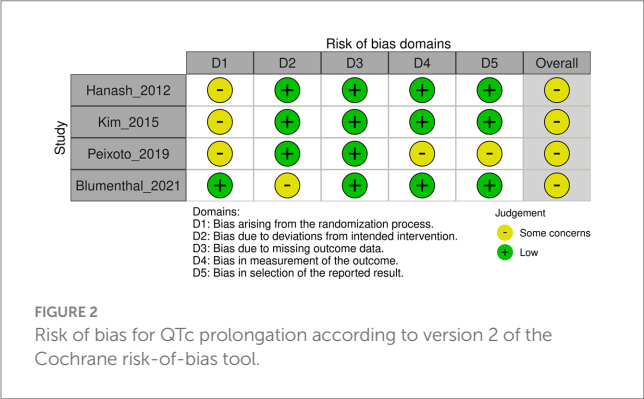 Risk of bias domains
D1 D2 D3 D4 D5 Overall
Study
Hanash_2012 - + + + + -
Kim_2015 - + + + + -
Peixoto_2019 - + + - - -
Blumenthal_2021 + - + + + -
Domains:
D1: Bias arising from the randomization process.
D2: Bias due to deviations from intended intervention.
D3: Bias due to missing outcome data.
D4: Bias in measurement of the outcome.
D5: Bias in selection of the reported result.
Judgement
- Some concerns
+ Low
FIGURE 2
Risk of bias for QTc prolongation according to version 2 of the
Cochrane risk-of-bias tool.